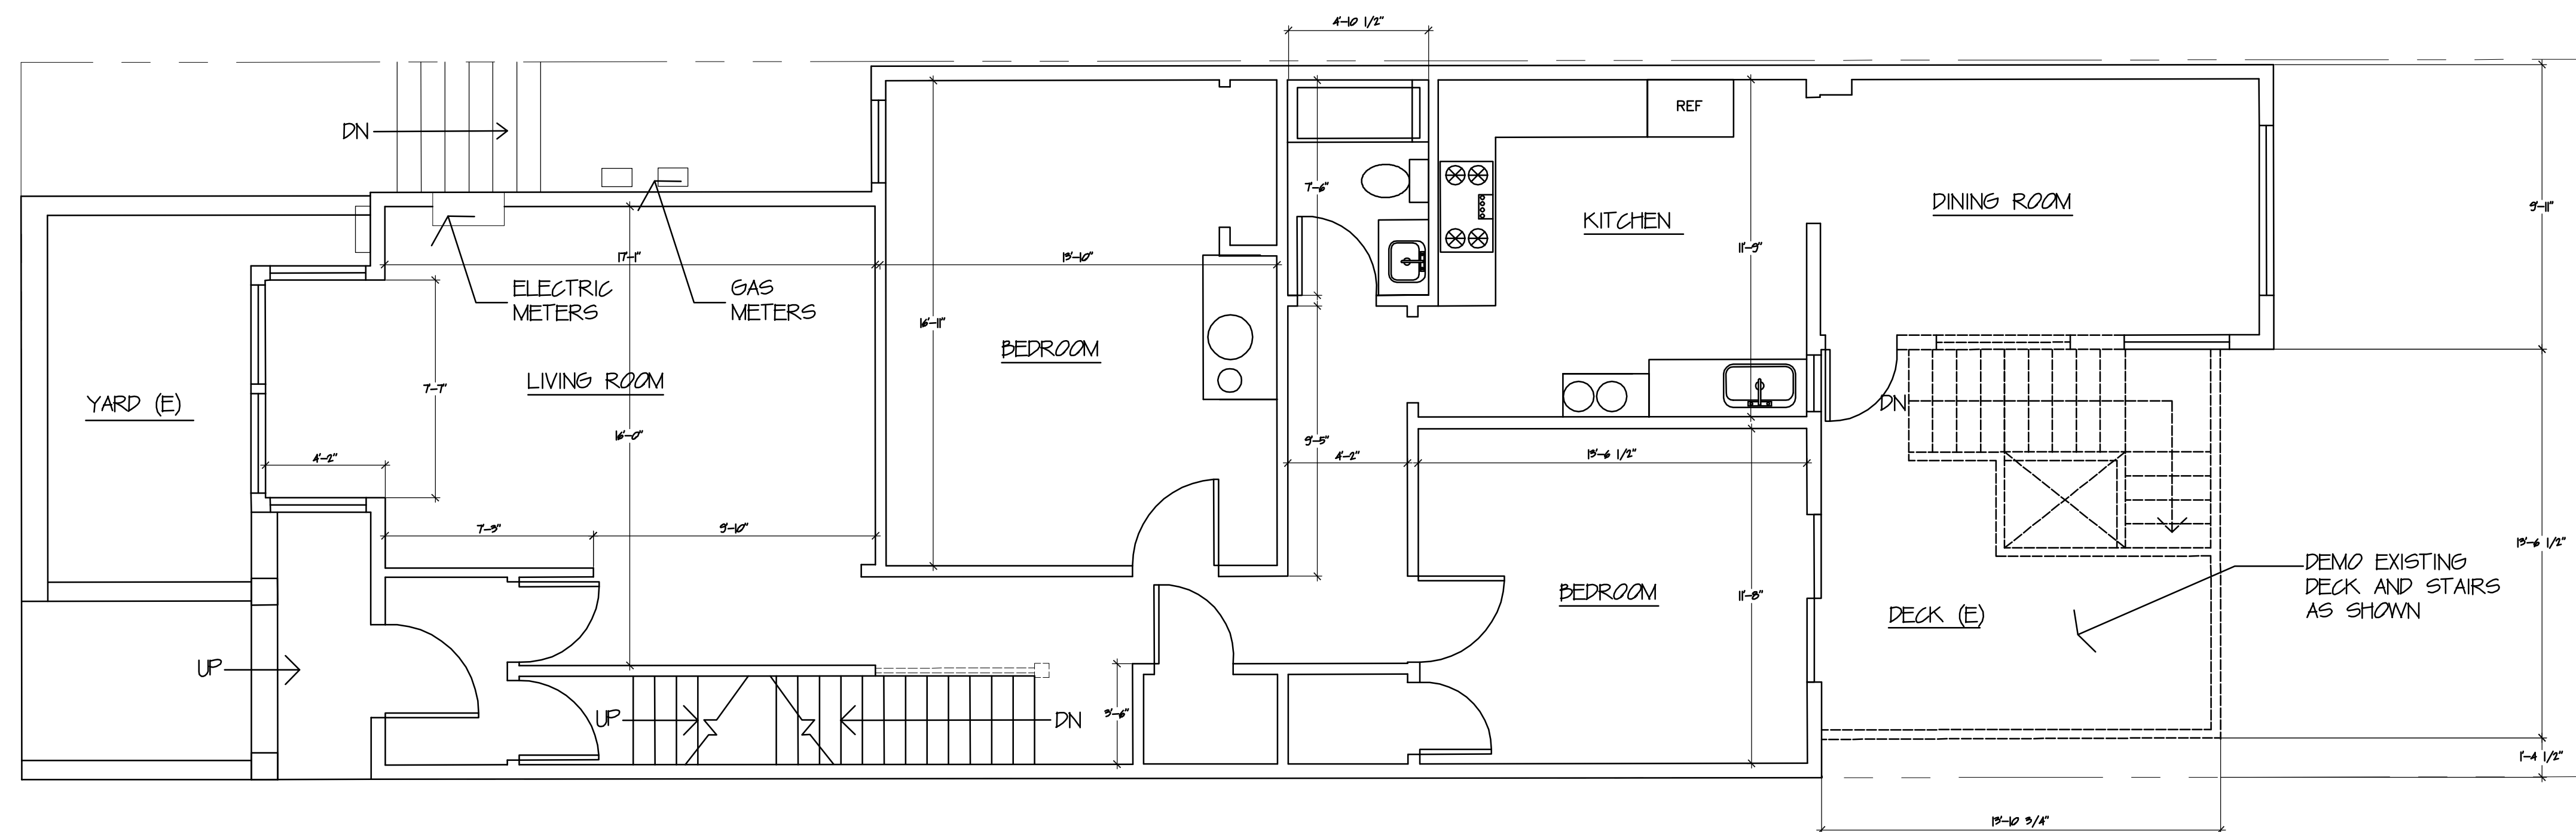 4'-10 1/2"
REF
DN
DINING ROOM
7'-6"
9'-11"
KITCHEN
11'-9"
17'-1"
13'-10"
ELECTRIC
METERS
GAS
METERS
16'-11"
BEDROOM
LIVING ROOM
7'-7"
YARD (E)
DN
16'-0"
9'-5"
4'-2"
4'-2"
13'-6 1/2"
7'-3"
9'-10"
13'-6 1/2"
DEMO EXISTING
DECK AND STAIRS
AS SHOWN
BEDROOM
11'-8"
DECK (E)
UP
UP
DN
3'-6"
1'-4 1/2"
13'-10 3/4"